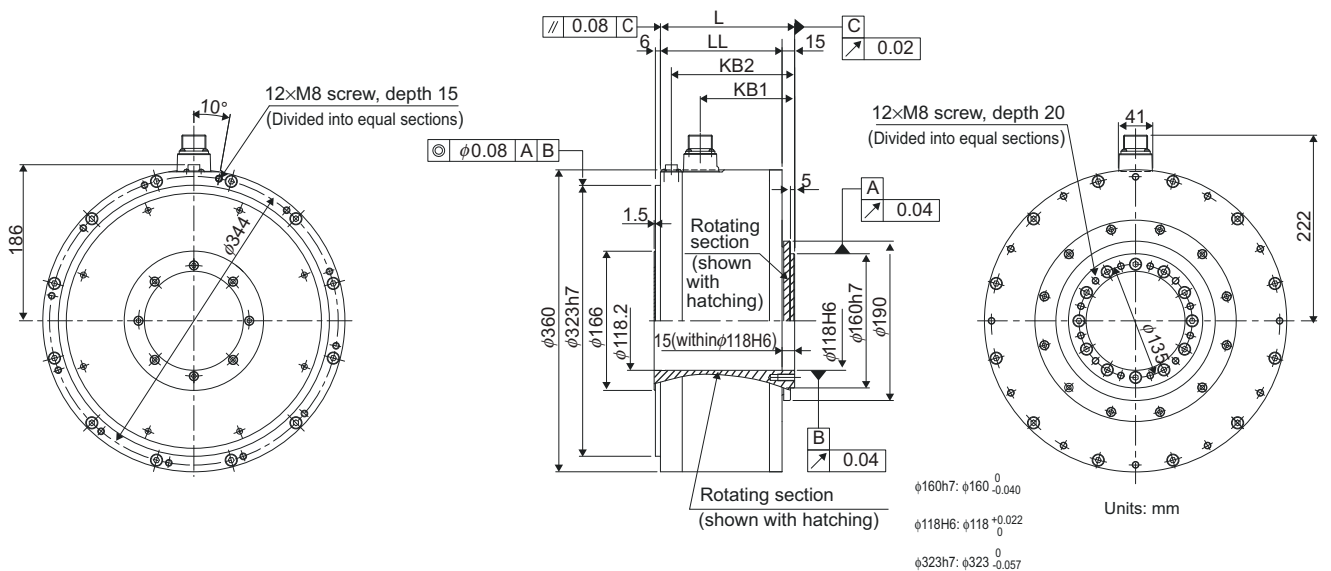 // 0.08 C
L
C
↗ 0.02
6
LL
15
KB2
KB1
12×M8 screw, depth 15
(Divided into equal sections)
10°
◎ ϕ0.08 A B
186
ϕ344
1.5
5
A
↗ 0.04
Rotating
section
(shown
with
hatching)
ϕ360
ϕ323h7
ϕ166
ϕ118.2
15(withinϕ118H6)
ϕ118H6
ϕ160h7
ϕ190
B
↗ 0.04
Rotating section
(shown with hatching)
12×M8 screw, depth 20
(Divided into equal sections)
41
222
ϕ135
ϕ160h7: ϕ160 0 -0.040
ϕ118H6: ϕ118 +0.022 0
ϕ323h7: ϕ323 0 -0.057
Units: mm